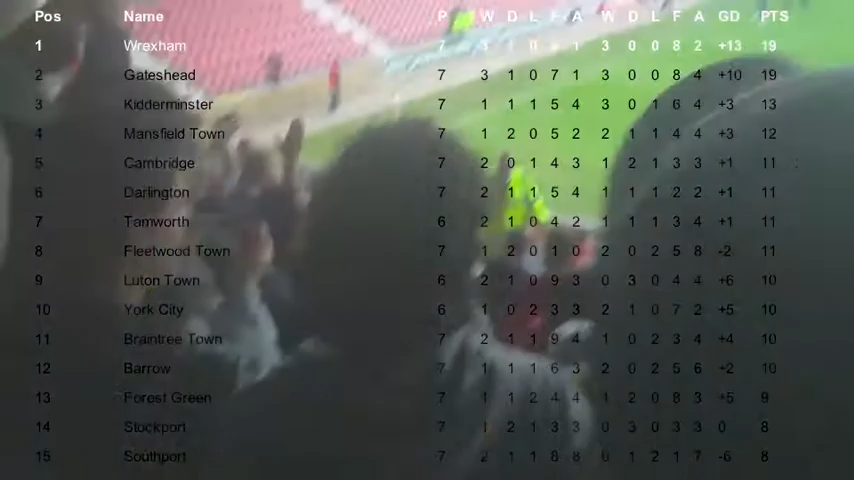 Pos Name P W D L F A W D L F A GD PTS
1 Wrexham 7 3 1 0 1 3 0 0 8 2 +13 19
2 Gateshead 7 3 1 0 7 1 3 0 0 8 4 +10 19
3 Kidderminster 7 1 1 1 5 4 3 0 1 6 4 +3 13
4 Mansfield Town 7 1 2 0 5 2 2 1 1 4 4 +3 12
5 Cambridge 7 2 0 1 4 3 1 2 1 3 3 +1 11
6 Darlington 7 2 1 1 5 4 1 1 1 2 2 +1 11
7 Tamworth 6 2 1 0 4 2 1 1 1 3 4 +1 11
8 Fleetwood Town 7 1 2 0 1 0 2 0 2 5 8 -2 11
9 Luton Town 6 2 1 0 9 3 0 3 0 4 4 +6 10
10 York City 6 1 0 2 3 3 2 1 0 7 2 +5 10
11 Braintree Town 7 2 1 1 9 4 1 0 2 3 4 +4 10
12 Barrow 7 1 1 1 6 3 2 0 2 5 6 +2 10
13 Forest Green 7 1 1 2 4 4 1 2 0 8 3 +5 9
14 Stockport 7 1 2 1 3 3 0 3 0 3 3 0 8
15 Southport 7 2 1 1 8 8 0 1 2 1 7 -6 8